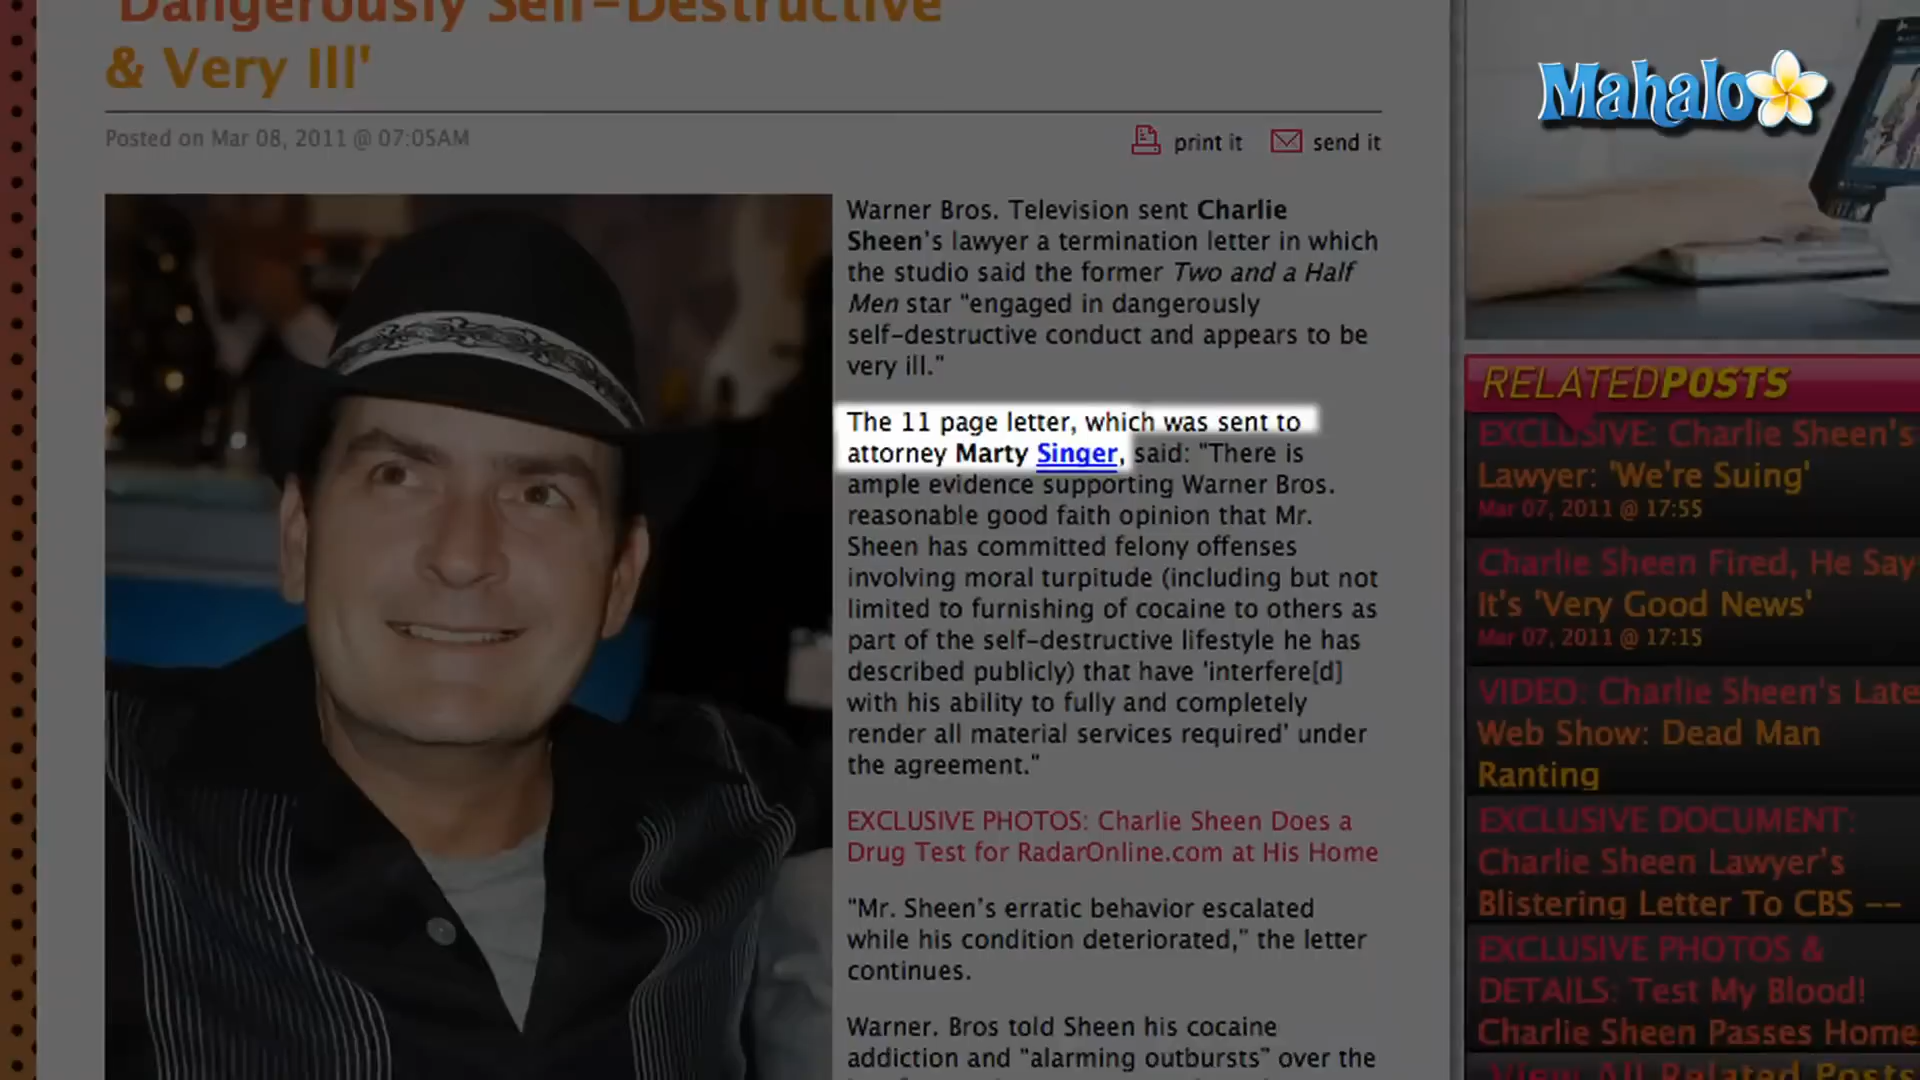 Dangerously Self-Destructive
& Very Ill'
Posted on Mar 08, 2011 @ 07:05AM
print it
send it
Mahalo
Warner Bros. Television sent Charlie
Sheen's lawyer a termination letter in which
the studio said the former Two and a Half
Men star "engaged in dangerously
self-destructive conduct and appears to be
very ill."
The 11 page letter, which was sent to
attorney Marty Singer, said: "There is
ample evidence supporting Warner Bros.
reasonable good faith opinion that Mr.
Sheen has committed felony offenses
involving moral turpitude (including but not
limited to furnishing of cocaine to others as
part of the self-destructive lifestyle he has
described publicly) that have 'interfere[d]
with his ability to fully and completely
render all material services required' under
the agreement."
EXCLUSIVE PHOTOS: Charlie Sheen Does a
Drug Test for RadarOnline.com at His Home
"Mr. Sheen's erratic behavior escalated
while his condition deteriorated," the letter
continues.
Warner. Bros told Sheen his cocaine
addiction and "alarming outbursts" over the
RELATEDPOSTS
EXCLUSIVE: Charlie Sheen's
Lawyer: 'We're Suing'
Mar 07, 2011 @ 17:55
Charlie Sheen Fired, He Say
It's 'Very Good News'
Mar 07, 2011 @ 17:15
VIDEO: Charlie Sheen's Late
Web Show: Dead Man
Ranting
EXCLUSIVE DOCUMENT:
Charlie Sheen Lawyer's
Blistering Letter To CBS --
EXCLUSIVE PHOTOS &
DETAILS: Test My Blood!
Charlie Sheen Passes Home
View All Related Posts